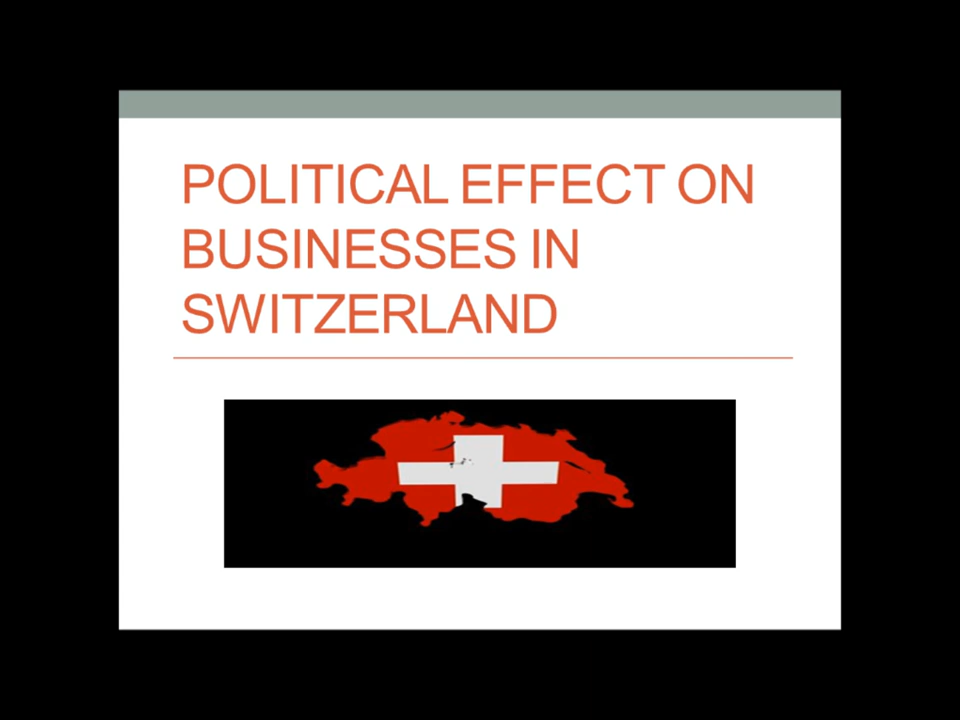 POLITICAL EFFECT ON
BUSINESSES IN
SWITZERLAND